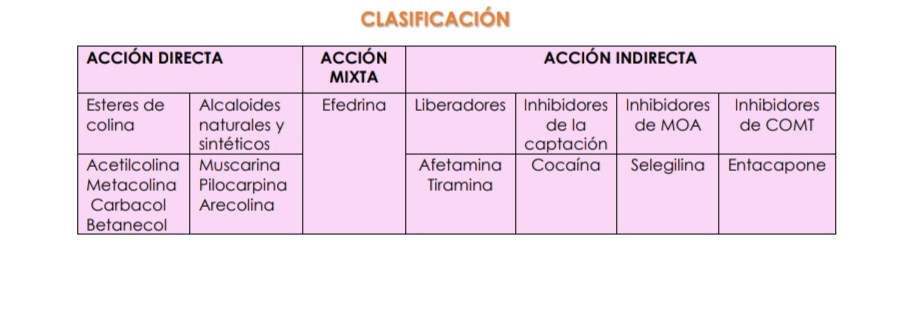 CLASIFICACIÓN
ACCIÓN DIRECTA
ACCIÓN
MIXTA
ACCIÓN INDIRECTA
Esteres de
colina
Alcaloides
naturales y
sintéticos
Efedrina
Liberadores
Inhibidores
de la
captación
Inhibidores
de MOA
Inhibidores
de COMT
Acetilcolina
Metacolina
Carbacol
Betanecol
Muscarina
Pilocarpina
Arecolina
Afetamina
Tiramina
Cocaína
Selegilina
Entacapone